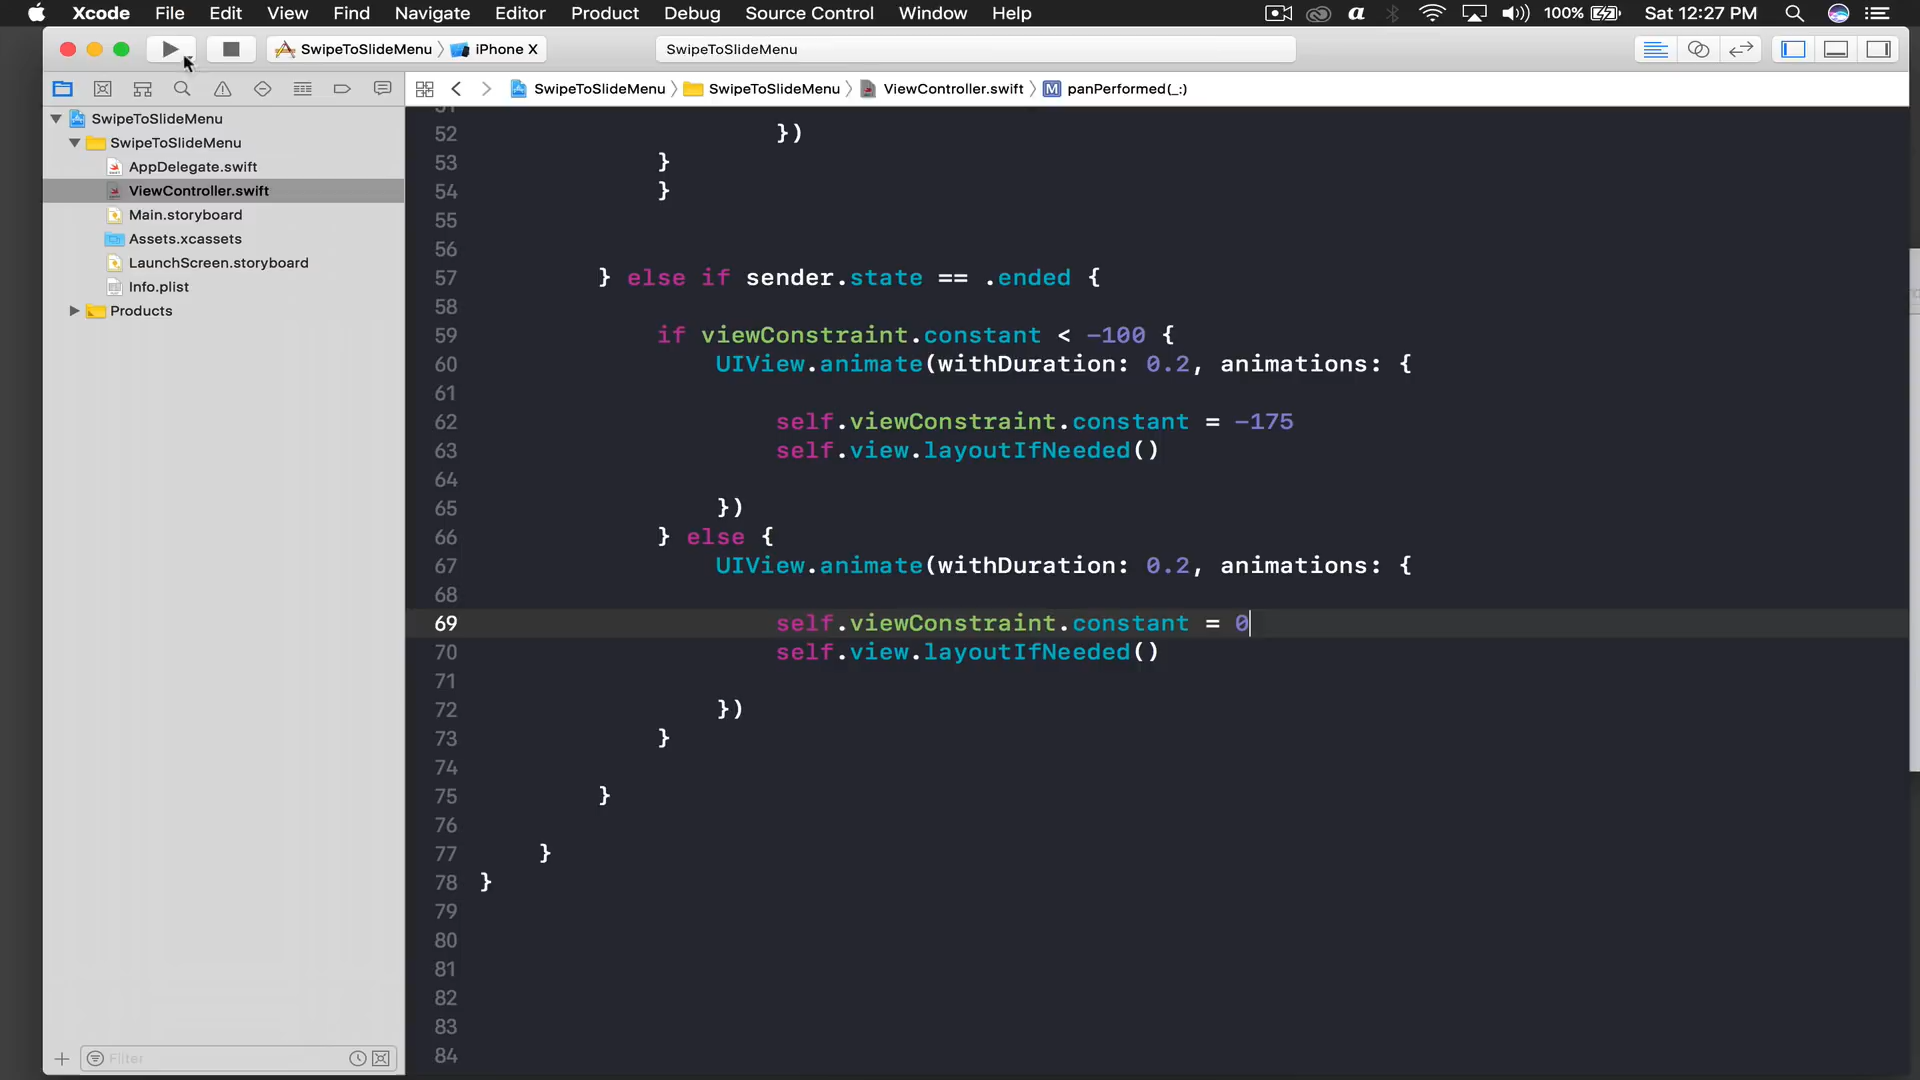 Xcode File Edit View Find Navigate Editor Product Debug Source Control Window Help 100% Sat 12:27 PM
SwipeToSlideMenu iPhone X SwipeToSlideMenu
SwipeToSlideMenu SwipeToSlideMenu ViewController.swift M panPerformed(_:)
SwipeToSlideMenu
SwipeToSlideMenu
AppDelegate.swift
ViewController.swift
Main.storyboard
Assets.xcassets
LaunchScreen.storyboard
Info.plist
Products
Filter
52 })
53 }
54 }
55
56
57 } else if sender.state == .ended {
58
59 if viewConstraint.constant < -100 {
60 UIView.animate(withDuration: 0.2, animations: {
61
62 self.viewConstraint.constant = -175
63 self.view.layoutIfNeeded()
64
65 })
66 } else {
67 UIView.animate(withDuration: 0.2, animations: {
68
69 self.viewConstraint.constant = 0
70 self.view.layoutIfNeeded()
71
72 })
73 }
74
75 }
76
77 }
78 }
79
80
81
82
83
84